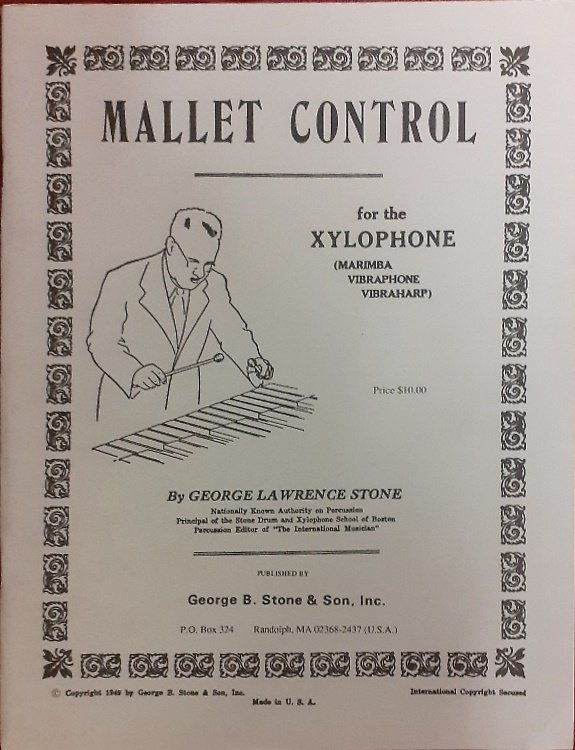 MALLET CONTROL
for the
XYLOPHONE
(MARIMBA
VIBRAPHONE
VIBRAHARP)
Price $10.00
By GEORGE LAWRENCE STONE
Nationally Known Authority on Percussion
Principal of the Stone Drum and Xylophone School of Boston
Percussion Editor of "The International Musician"
PUBLISHED BY
George B. Stone & Son, Inc.
P.O. Box 324 Randolph, MA 02368-2437 (U.S.A.)
© Copyright 1949 by George B. Stone & Son, Inc. International Copyright Secured
Made in U. S. A.